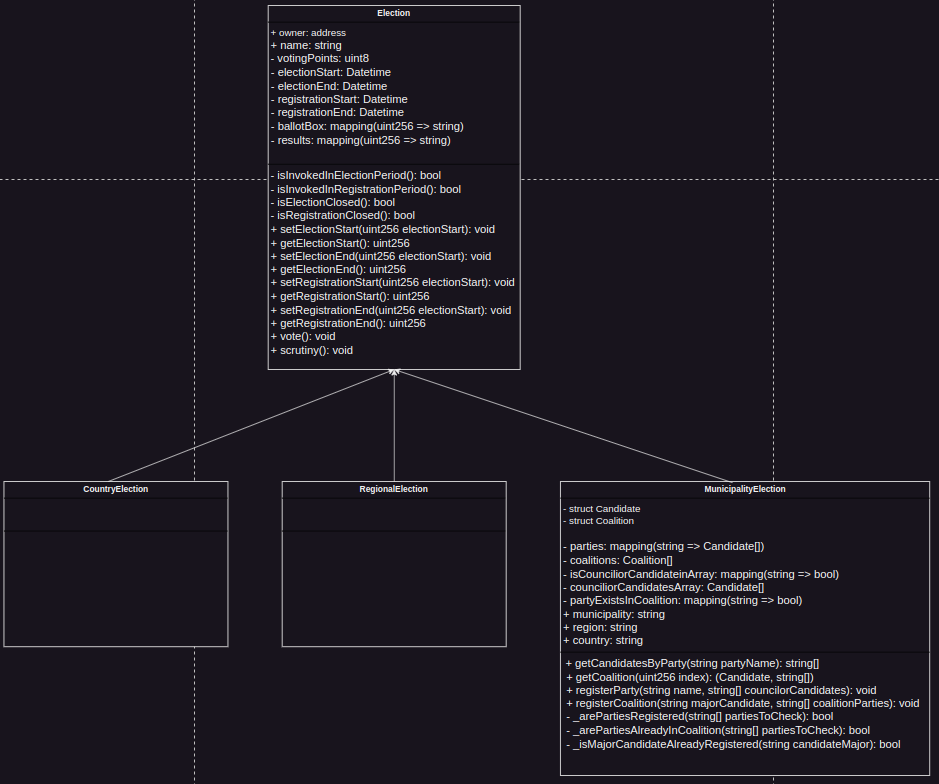 Election
+ owner: address
+ name: string
- votingPoints: uint8
- electionStart: Datetime
- electionEnd: Datetime
- registrationStart: Datetime
- registrationEnd: Datetime
- ballotBox: mapping(uint256 => string)
- results: mapping(uint256 => string)
- isInvokedInElectionPeriod(): bool
- isInvokedInRegistrationPeriod(): bool
- isElectionClosed(): bool
- isRegistrationClosed(): bool
+ setElectionStart(uint256 electionStart): void
+ getElectionStart(): uint256
+ setElectionEnd(uint256 electionStart): void
+ getElectionEnd(): uint256
+ setRegistrationStart(uint256 electionStart): void
+ getRegistrationStart(): uint256
+ setRegistrationEnd(uint256 electionStart): void
+ getRegistrationEnd(): uint256
+ vote(): void
+ scrutiny(): void
CountryElection
RegionalElection
MunicipalityElection
- struct Candidate
- struct Coalition
- parties: mapping(string => Candidate[])
- coalitions: Coalition[]
- isCounciliorCandidateinArray: mapping(string => bool)
- counciliorCandidatesArray: Candidate[]
- partyExistsInCoalition: mapping(string => bool)
+ municipality: string
+ region: string
+ country: string
+ getCandidatesByParty(string partyName): string[]
+ getCoalition(uint256 index): (Candidate, string[])
+ registerParty(string name, string[] councilorCandidates): void
+ registerCoalition(string majorCandidate, string[] coalitionParties): void
- _arePartiesRegistered(string[] partiesToCheck): bool
- _arePartiesAlreadyInCoalition(string[] partiesToCheck): bool
- _isMajorCandidateAlreadyRegistered(string candidateMajor): bool